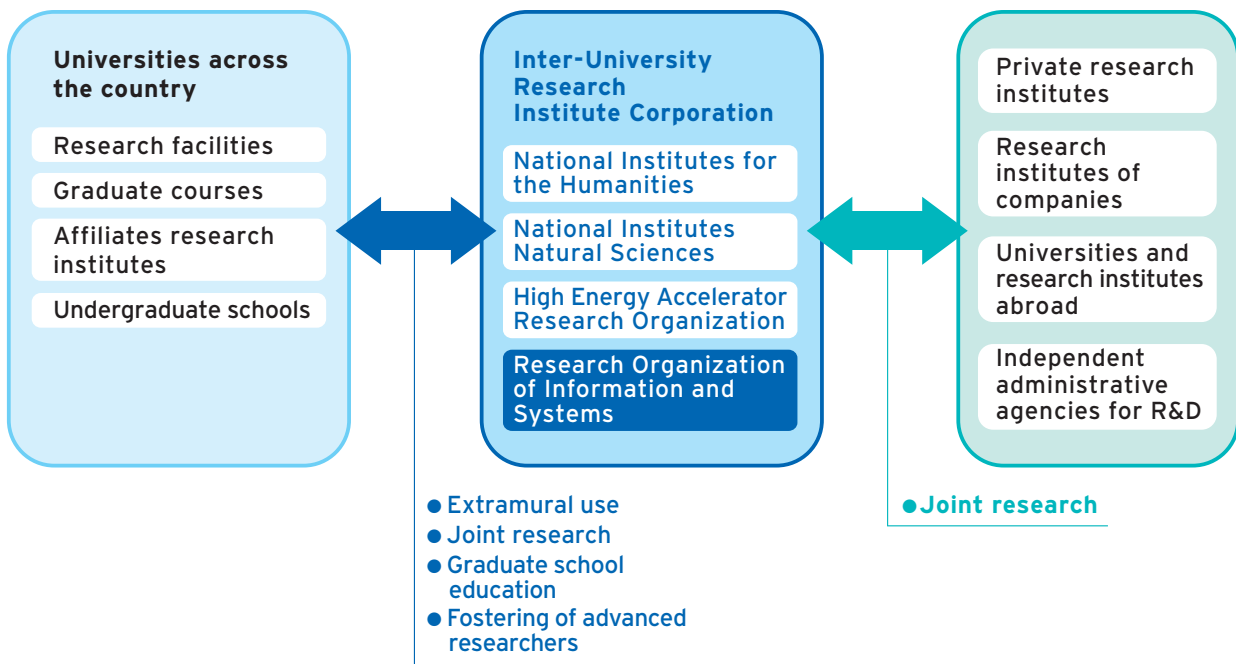 Universities across
the country
Research facilities
Graduate courses
Affiliates research
institutes
Undergraduate schools
Inter-University
Research
Institute Corporation
National Institutes for
the Humanities
National Institutes
Natural Sciences
High Energy Accelerator
Research Organization
Research Organization
of Information and
Systems
Private research
institutes
Research
institutes of
companies
Universities and
research institutes
abroad
Independent
administrative
agencies for R&D
● Extramural use
● Joint research
● Graduate school
education
● Fostering of advanced
researchers
● Joint research